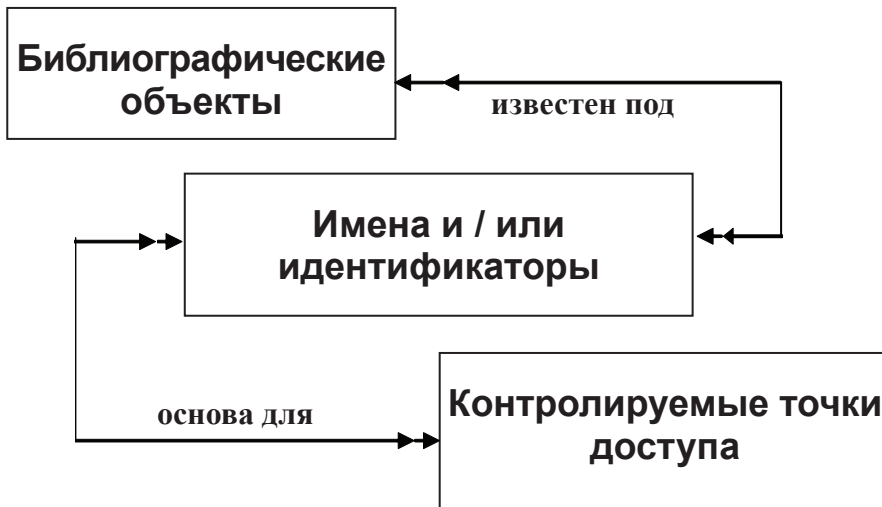 Библиографические
объекты
известен под
Имена и / или
идентификаторы
основа для
Контролируемые точки
доступа